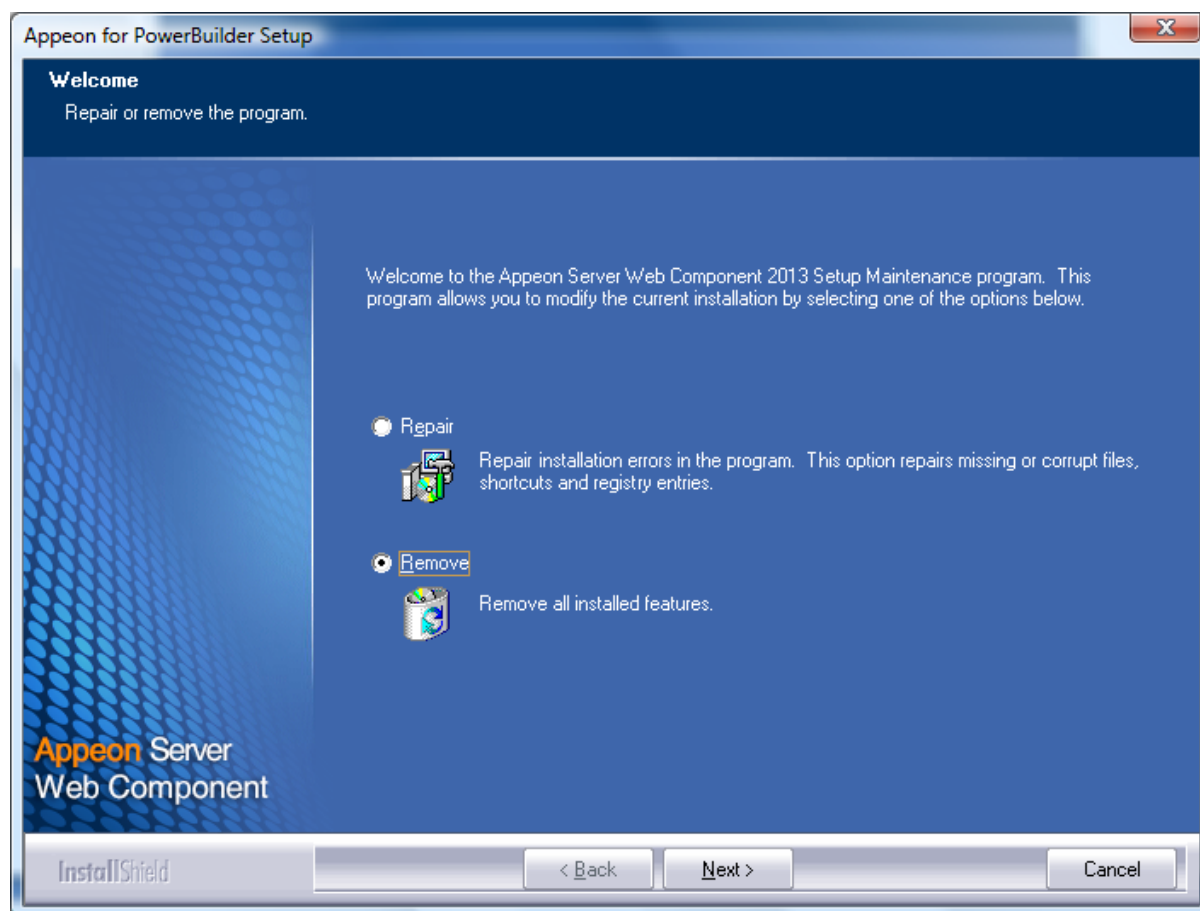 Appeon for PowerBuilder Setup
Welcome
Repair or remove the program.
Welcome to the Appeon Server Web Component 2013 Setup Maintenance program. This
program allows you to modify the current installation by selecting one of the options below.
Repair
Repair installation errors in the program. This option repairs missing or corrupt files,
shortcuts and registry entries.
Remove
Remove all installed features.
Appeon Server
Web Component
InstallShield
< Back
Next >
Cancel